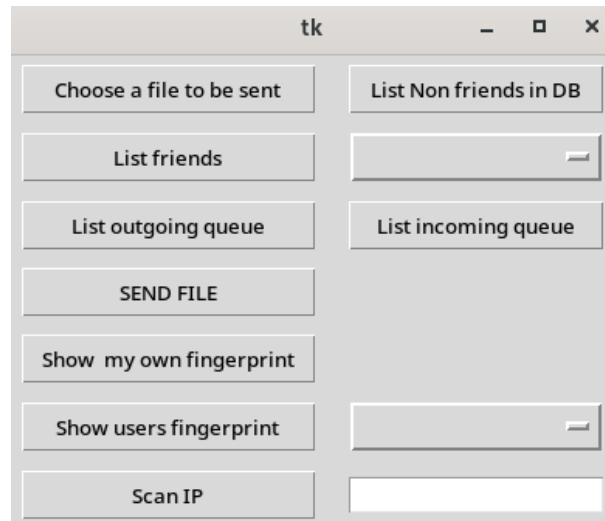 tk
Choose a file to be sent
List Non friends in DB
List friends
List outgoing queue
List incoming queue
SEND FILE
Show  my own fingerprint
Show users fingerprint
Scan IP